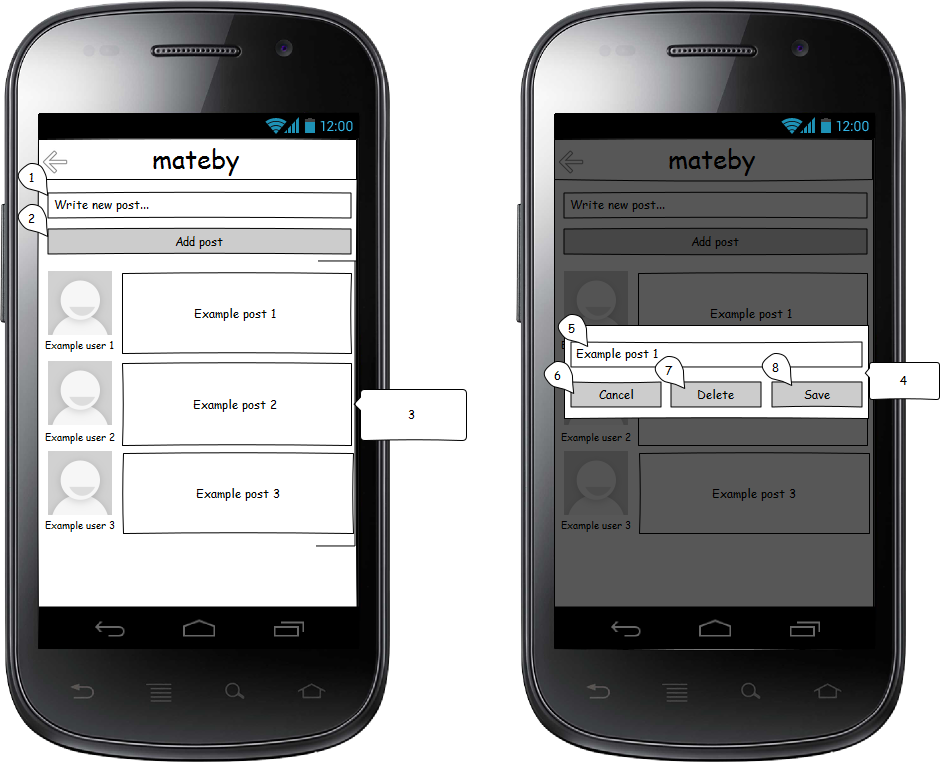 12:00
mateby
1
Write new post...
2
Add post
Example post 1
Example user 1
Example post 2
3
Example user 2
Example post 3
Example user 3
12:00
mateby
Write new post...
Add post
Example post 1
5
Example post 1
4
6
7
8
Cancel
Delete
Save
Example user 2
Example post 3
Example user 3